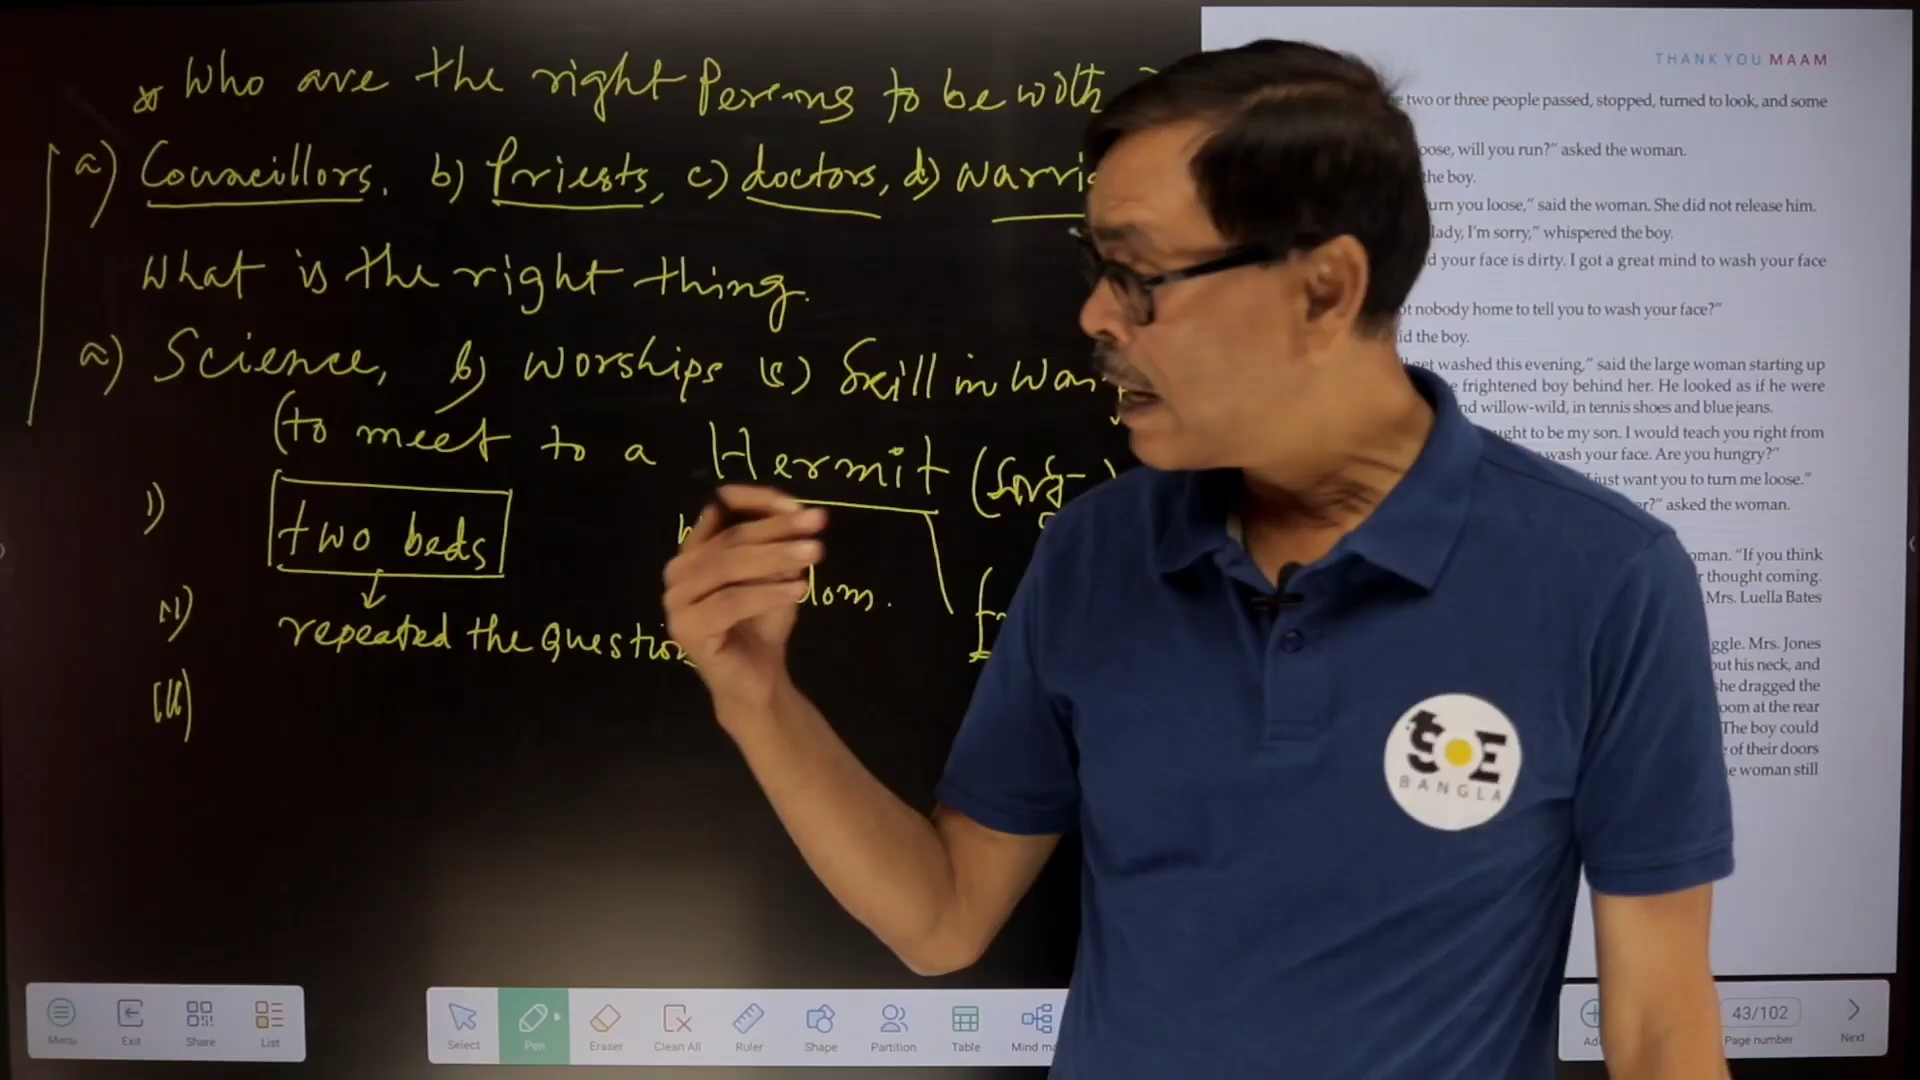 * Who are the right Persons to be with
a) Councillors, b) Priests, c) doctors, d)
What is the right thing.
a) Science, b) worships (c) Skill in War
(to meet to a Hermit
i) two beds
ii) repeated the question
iii)
THANK YOU MAAM
two or three people passed, stopped, turned to look, and some
will you run?” asked the woman.
the boy.
you loose,” said the woman. She did not release him.
lady, I’m sorry,” whispered the boy.
your face is dirty. I got a great mind to wash your face
nobody home to tell you to wash your face?”
the boy.
get washed this evening,” said the large woman starting up
frightened boy behind her. He looked as if he were
willow-wild, in tennis shoes and blue jeans.
to be my son. I would teach you right from
wash your face. Are you hungry?”
just want you to turn me loose.”
asked the woman.
“If you think
thought coming.
Mrs. Luella Bates
Mrs. Jones
his neck, and
she dragged the
at the rear
The boy could
of their doors
woman still
SOE
BANGLA
Menu
Exit
Share
List
Select
Pen
Eraser
Clean All
Ruler
Shape
Partition
Table
Mind
43/102
Page number
Next